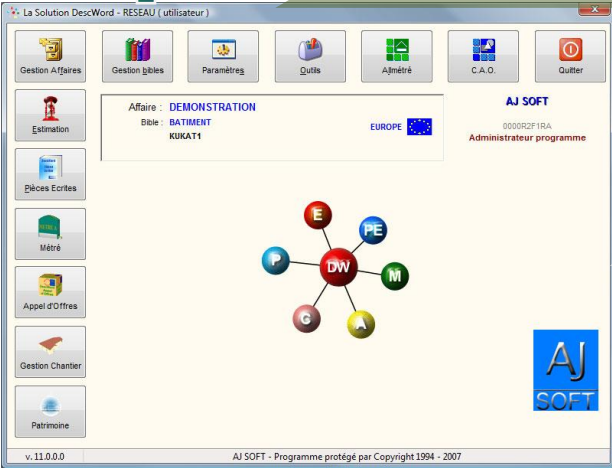 La Solution DescWord - RESEAU ( utilisateur )
Gestion Affaires
Gestion bibles
Paramètres
Outils
Ajmétré
C.A.O.
Quitter
Affaire : DEMONSTRATION
Bible : BATIMENT
KUKAT1
EUROPE
AJ SOFT
0000R2F1RA
Administrateur programme
Estimation
Pièces Ecrites
Métré
Appel d'Offres
Gestion Chantier
Patrimoine
E
PE
P
DW
M
C
A
AJ
SOFT
v. 11.0.0.0
AJ SOFT - Programme protégé par Copyright 1994 - 2007